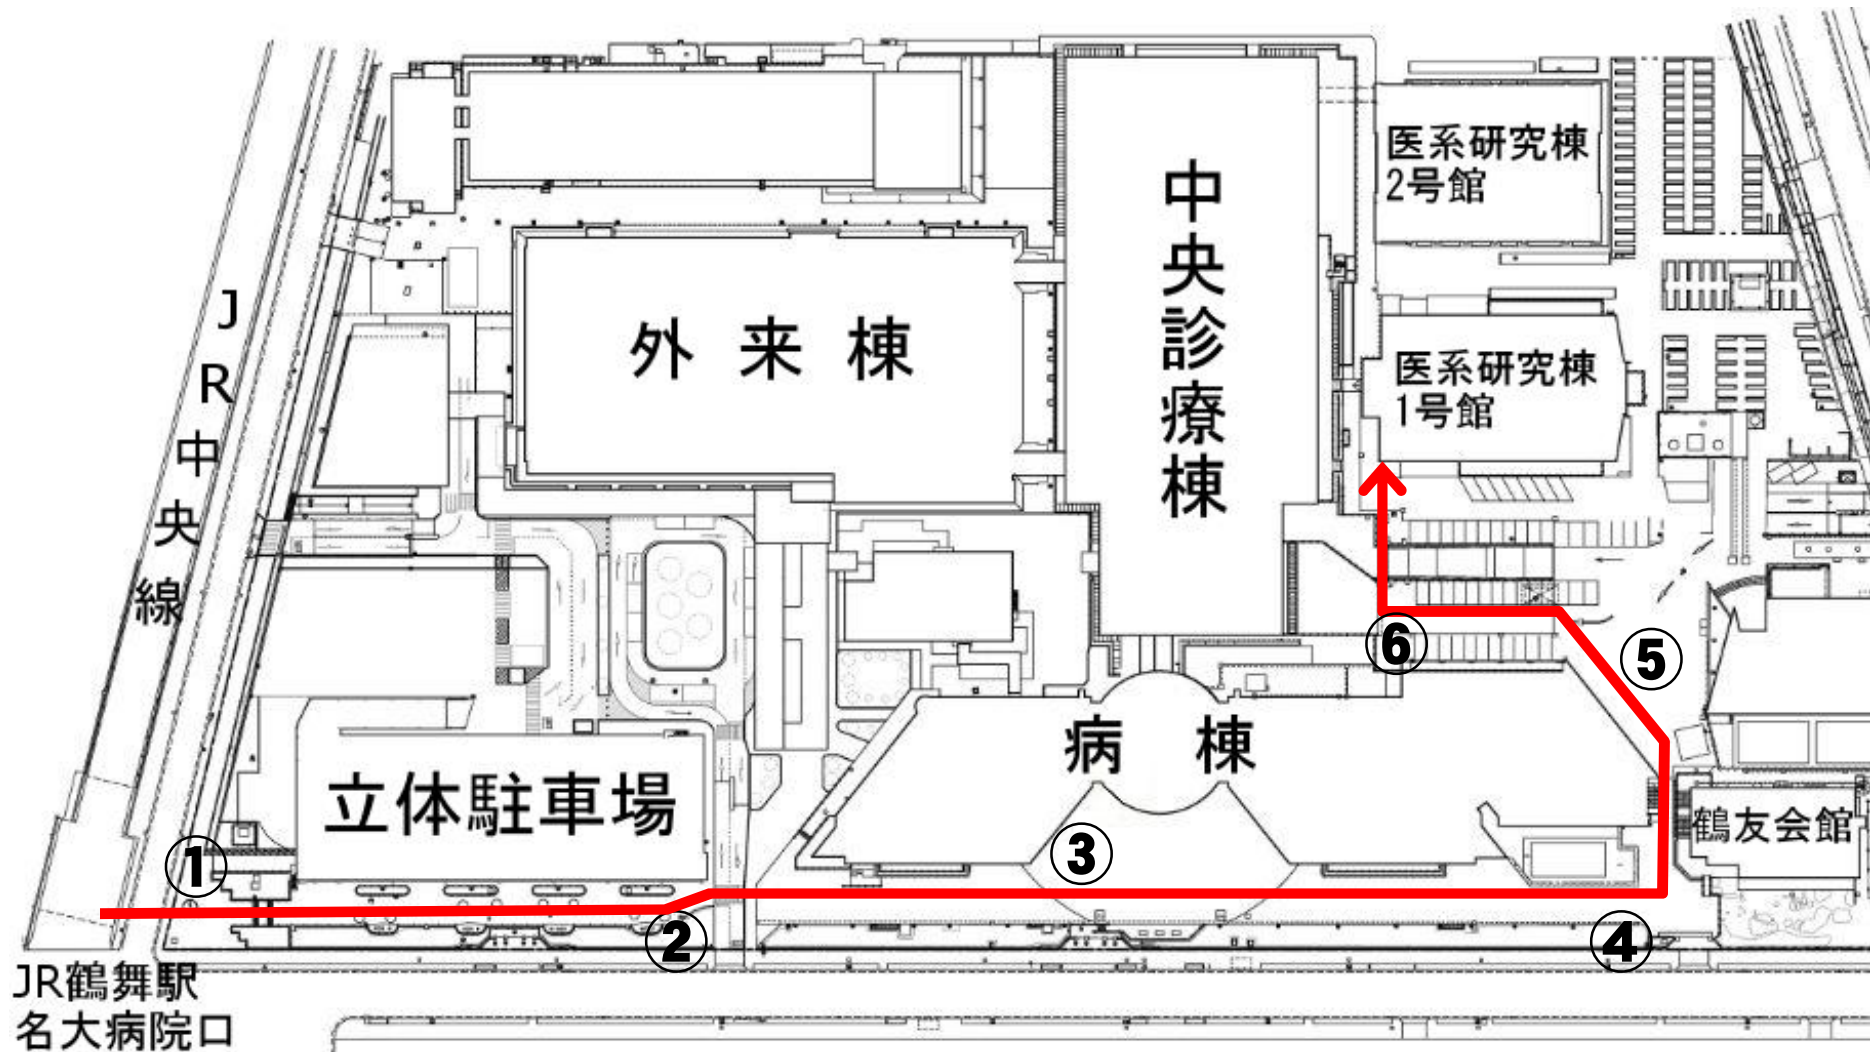 医系研究棟
2号館
中央診療棟
JR中央線
外来棟
医系研究棟
1号館
⑥
⑤
病棟
立体駐車場
鶴友会館
①
③
②
④
JR鶴舞駅
名大病院口